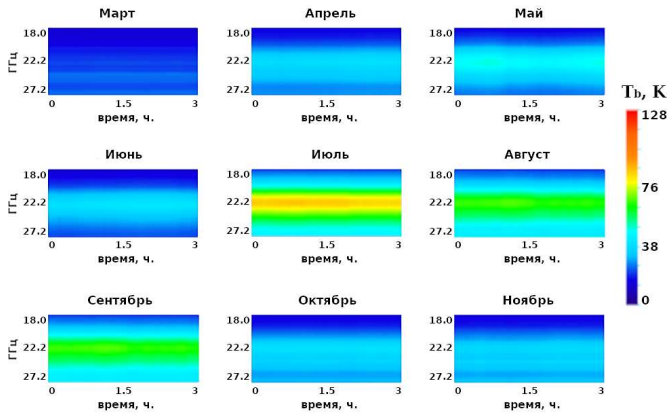 Март Апрель Май
ГГц 18.0 22.2 27.2 18.0 22.2 27.2 18.0 22.2 27.2
0 1.5 3 0 1.5 3 0 1.5 3
время, ч. время, ч. время, ч.
Tb, K
128
76
38
0
Июнь Июль Август
ГГц 18.0 22.2 27.2 18.0 22.2 27.2 18.0 22.2 27.2
0 1.5 3 0 1.5 3 0 1.5 3
время, ч. время, ч. время, ч.
Сентябрь Октябрь Ноябрь
ГГц 18.0 22.2 27.2 18.0 22.2 27.2 18.0 22.2 27.2
0 1.5 3 0 1.5 3 0 1.5 3
время, ч. время, ч. время, ч.